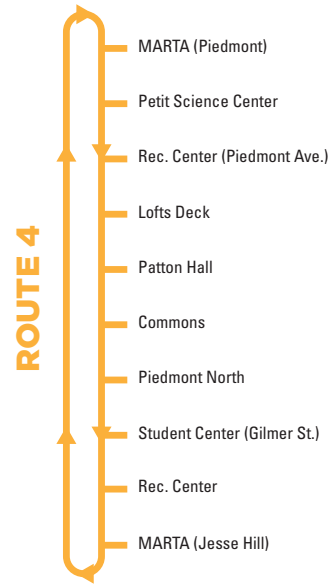 ROUTE 4
MARTA (Piedmont)
Petit Science Center
Rec. Center (Piedmont Ave.)
Lofts Deck
Patton Hall
Commons
Piedmont North
Student Center (Gilmer St.)
Rec. Center
MARTA (Jesse Hill)